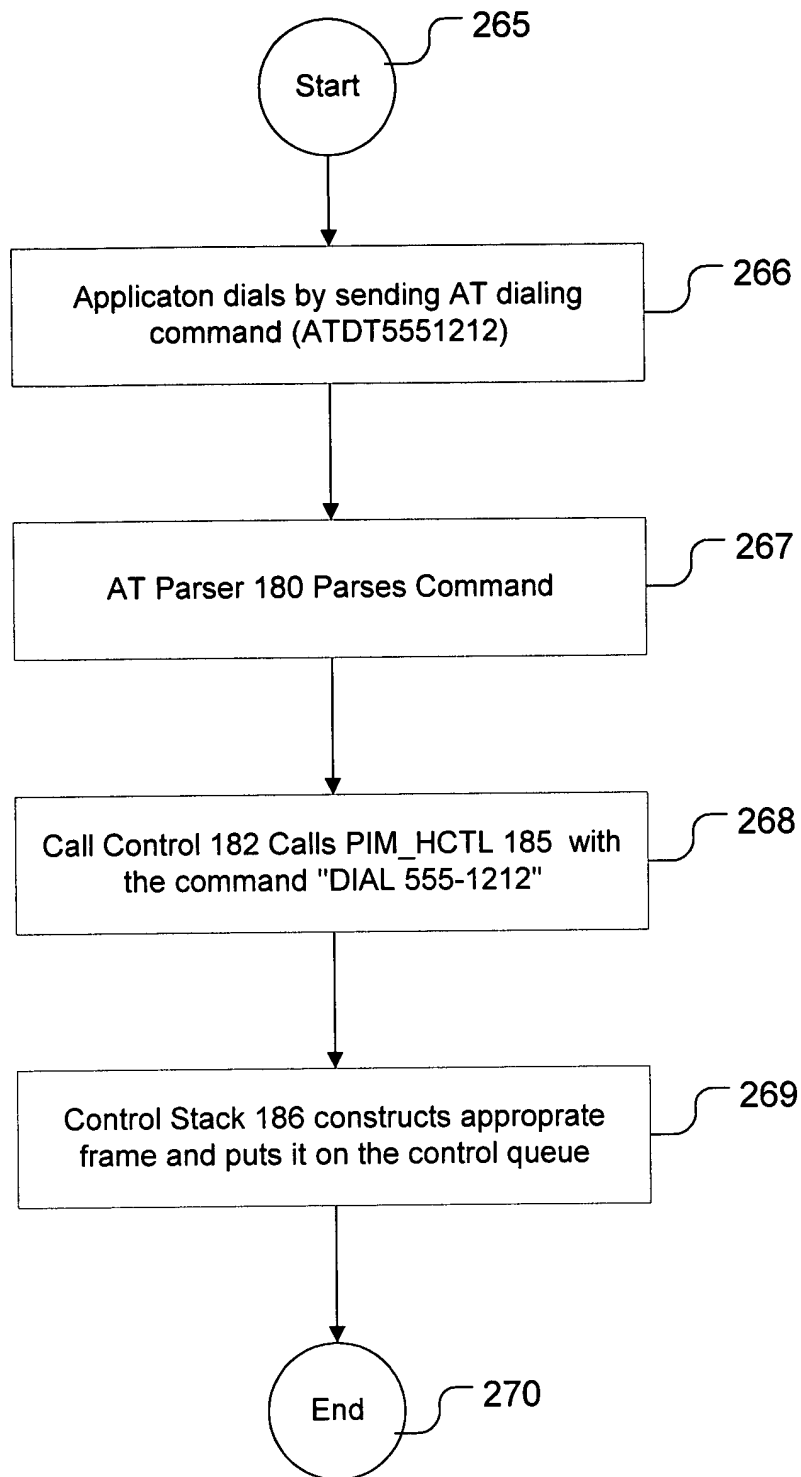 265
Start
266
Applicaton dials by sending AT dialing
command (ATDT5551212)
267
AT Parser 180 Parses Command
268
Call Control 182 Calls PIM_HCTL 185 with
the command "DIAL 555-1212"
269
Control Stack 186 constructs approprate
frame and puts it on the control queue
End
270